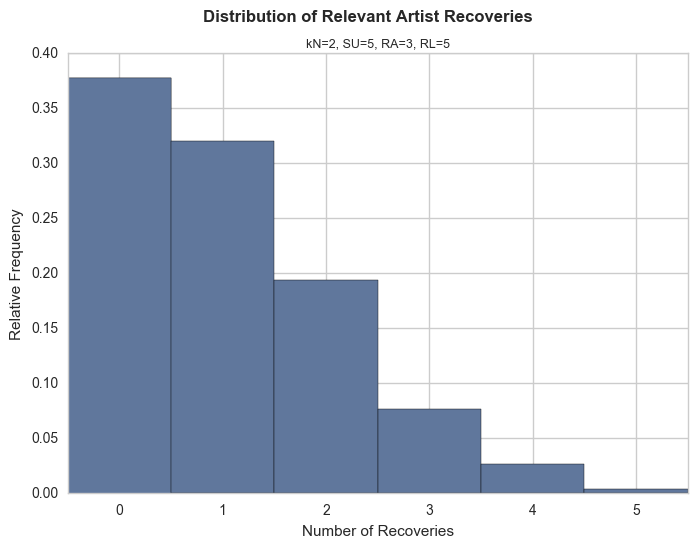 Distribution of Relevant Artist Recoveries
kN=2, SU=5, RA=3, RL=5
0.40
0.35
0.30
0.25
0.20
0.15
0.10
0.05
0.00
Relative Frequency
0 1 2 3 4 5
Number of Recoveries